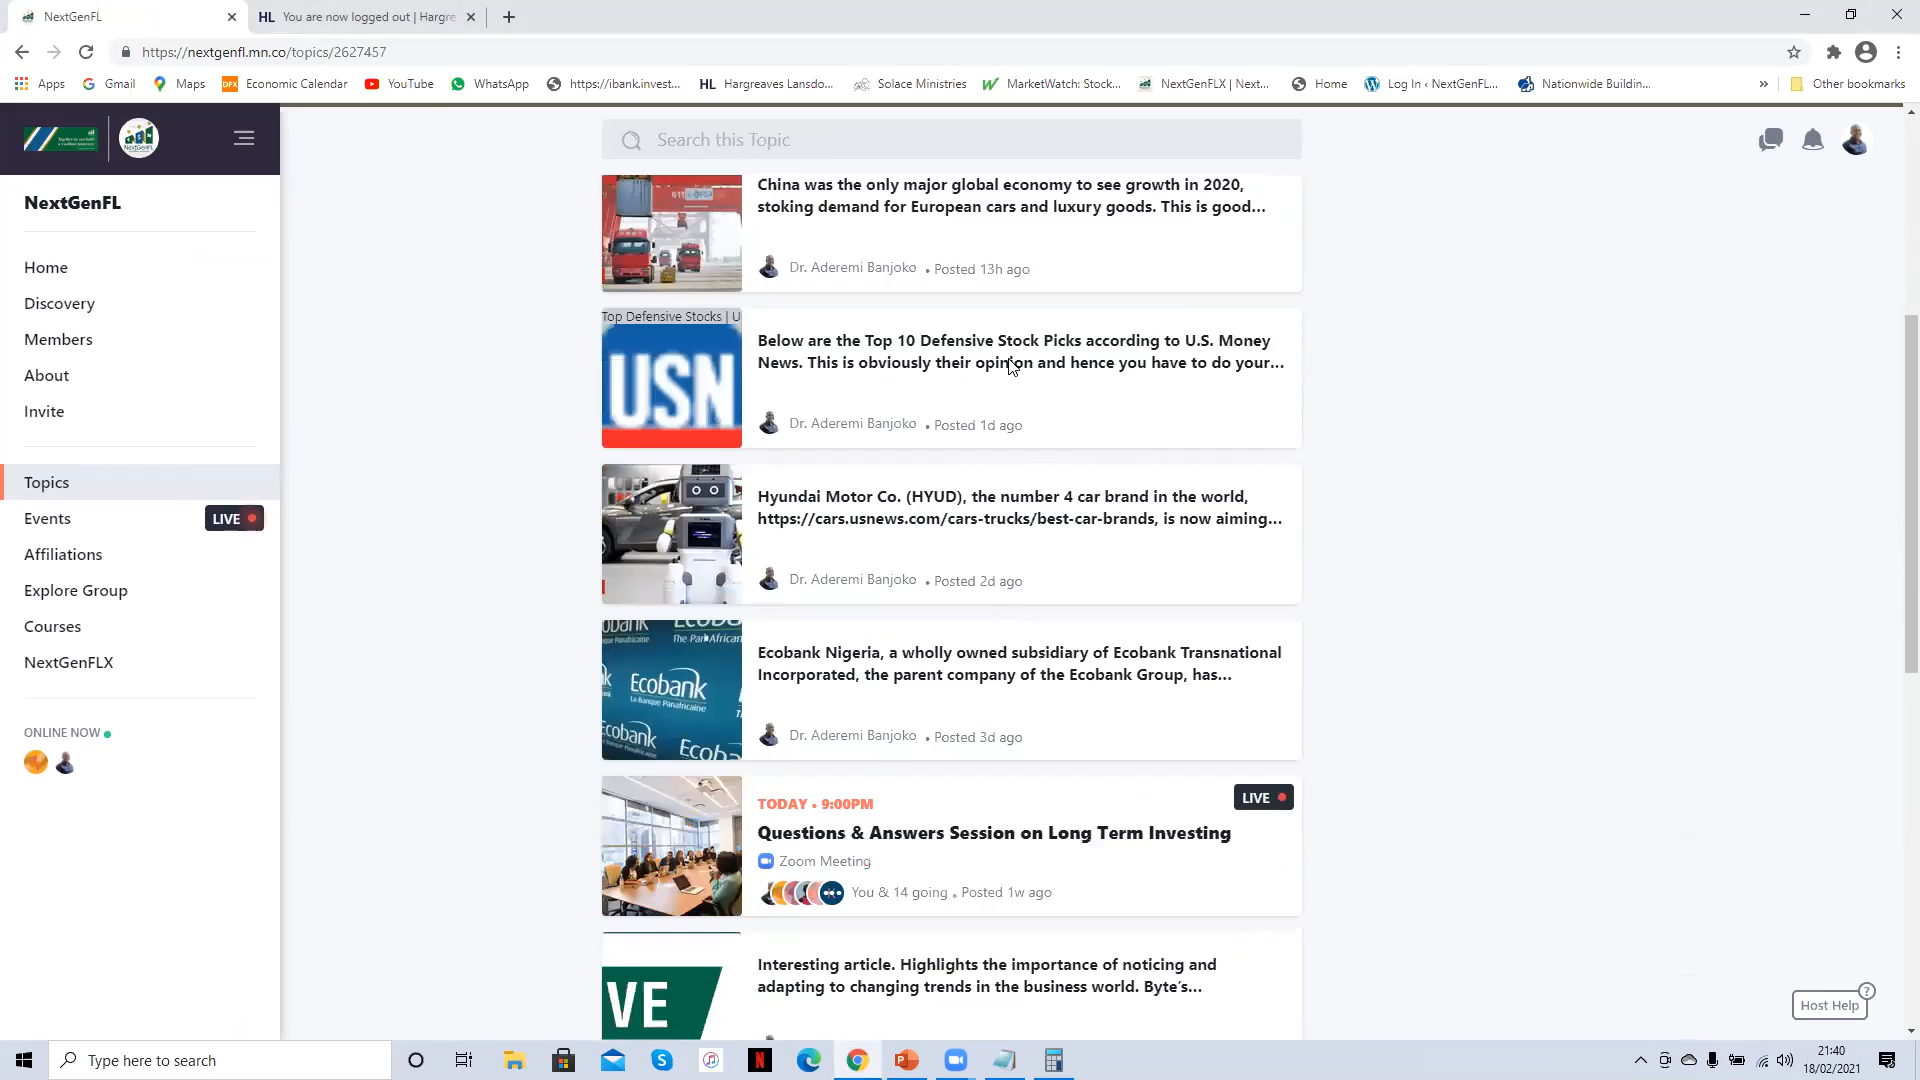 NextGenFL
HL You are now logged out | Hargre
https://nextgenfl.mn.co/topics/2627457
Apps
Gmail
Maps
DFX Economic Calendar
YouTube
WhatsApp
https://ibank.invest...
HL Hargreaves Lansdo...
Solace Ministries
MarketWatch: Stock...
NextGenFLX | Next...
Home
Log In ‹ NextGenFL...
Nationwide Buildin...
»
Other bookmarks
NextGenFL
Search this Topic
NextGenFL
Home
Discovery
Members
About
Invite
Topics
Events
LIVE
Affiliations
Explore Group
Courses
NextGenFLX
ONLINE NOW
China was the only major global economy to see growth in 2020,
stoking demand for European cars and luxury goods. This is good...
Dr. Aderemi Banjoko • Posted 13h ago
Top Defensive Stocks | U
USN
Below are the Top 10 Defensive Stock Picks according to U.S. Money
News. This is obviously their opinion and hence you have to do your...
Dr. Aderemi Banjoko • Posted 1d ago
Hyundai Motor Co. (HYUD), the number 4 car brand in the world,
https://cars.usnews.com/cars-trucks/best-car-brands, is now aiming...
Dr. Aderemi Banjoko • Posted 2d ago
Ecobank
La Banque Panafricaine
Ecobank Nigeria, a wholly owned subsidiary of Ecobank Transnational
Incorporated, the parent company of the Ecobank Group, has...
Dr. Aderemi Banjoko • Posted 3d ago
TODAY • 9:00PM
LIVE
Questions & Answers Session on Long Term Investing
Zoom Meeting
You & 14 going • Posted 1w ago
VE
Interesting article. Highlights the importance of noticing and
adapting to changing trends in the business world. Byte's...
Host Help
?
Type here to search
21:40
18/02/2021